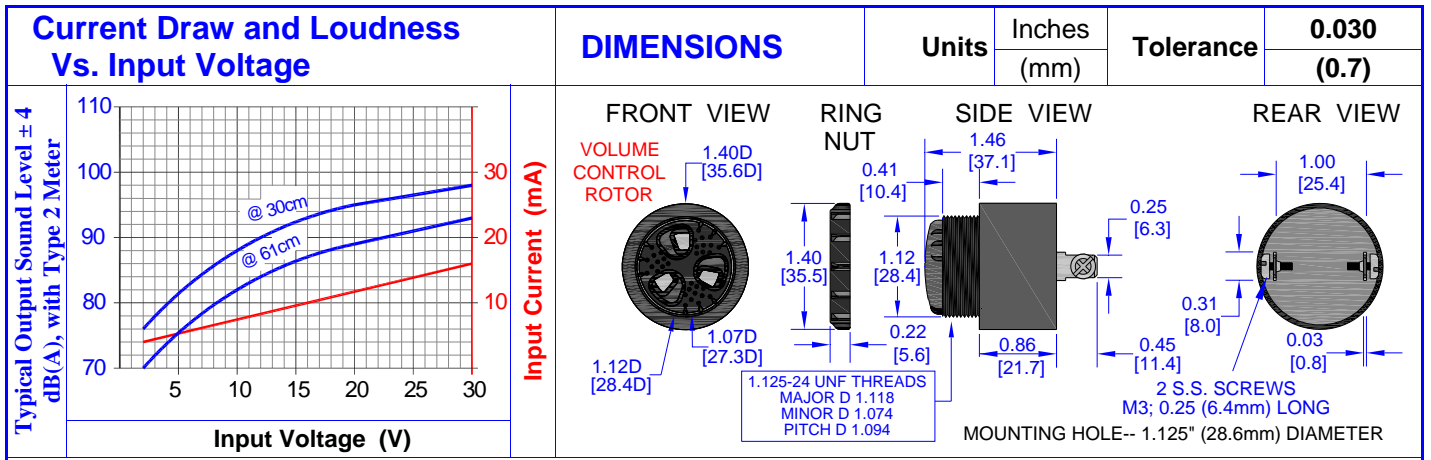 Current Draw and Loudness
Vs. Input Voltage
DIMENSIONS
Units
Inches
(mm)
Tolerance
0.030
(0.7)
Typical Output Sound Level ± 4
dB(A), with Type 2 Meter
110
100
90
80
70
@ 30cm
@ 61cm
30
20
10
Input Current (mA)
5
10
15
20
25
30
Input Voltage (V)
FRONT VIEW
VOLUME
CONTROL
ROTOR
1.40D
[35.6D]
1.12D
[28.4D]
1.07D
[27.3D]
RING
NUT
1.40
[35.5]
0.22
[5.6]
SIDE VIEW
1.46
[37.1]
0.41
[10.4]
1.12
[28.4]
0.25
[6.3]
0.86
[21.7]
0.45
[11.4]
1.125-24 UNF THREADS
MAJOR D 1.118
MINOR D 1.074
PITCH D 1.094
REAR VIEW
1.00
[25.4]
0.31
[8.0]
0.03
[0.8]
2 S.S. SCREWS
M3; 0.25 (6.4mm) LONG
MOUNTING HOLE-- 1.125" (28.6mm) DIAMETER